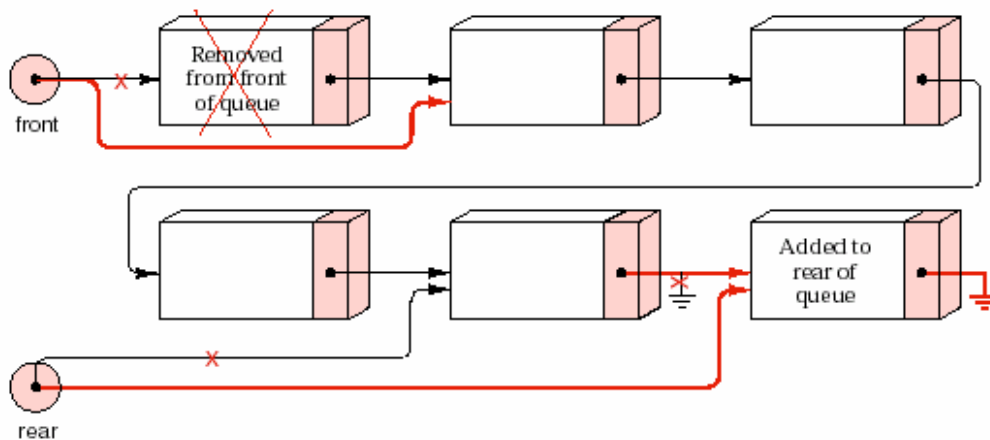 Removed
from front
of queue
front
Added to
rear of
queue
rear